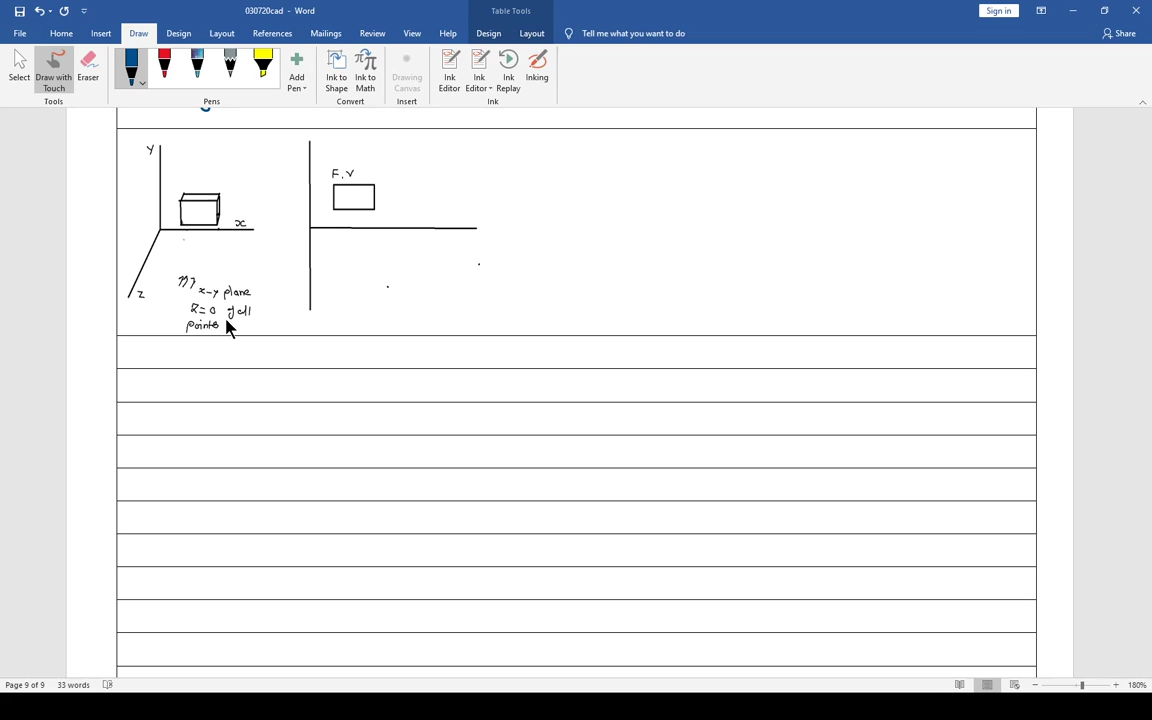 030720cad - Word
Table Tools
Sign in
File Home Insert Draw Design Layout References Mailings Review View Help Design Layout Tell me what you want to do Share
Select Draw with Touch Eraser
Add Pen
Ink to Shape Ink to Math
Drawing Canvas
Ink Editor Ink Editor Ink Replay Inking
Tools Pens Convert Insert Ink
Y
F.V
x
z
x-y plane
Z=0 of all
points
Page 9 of 9 33 words 180%